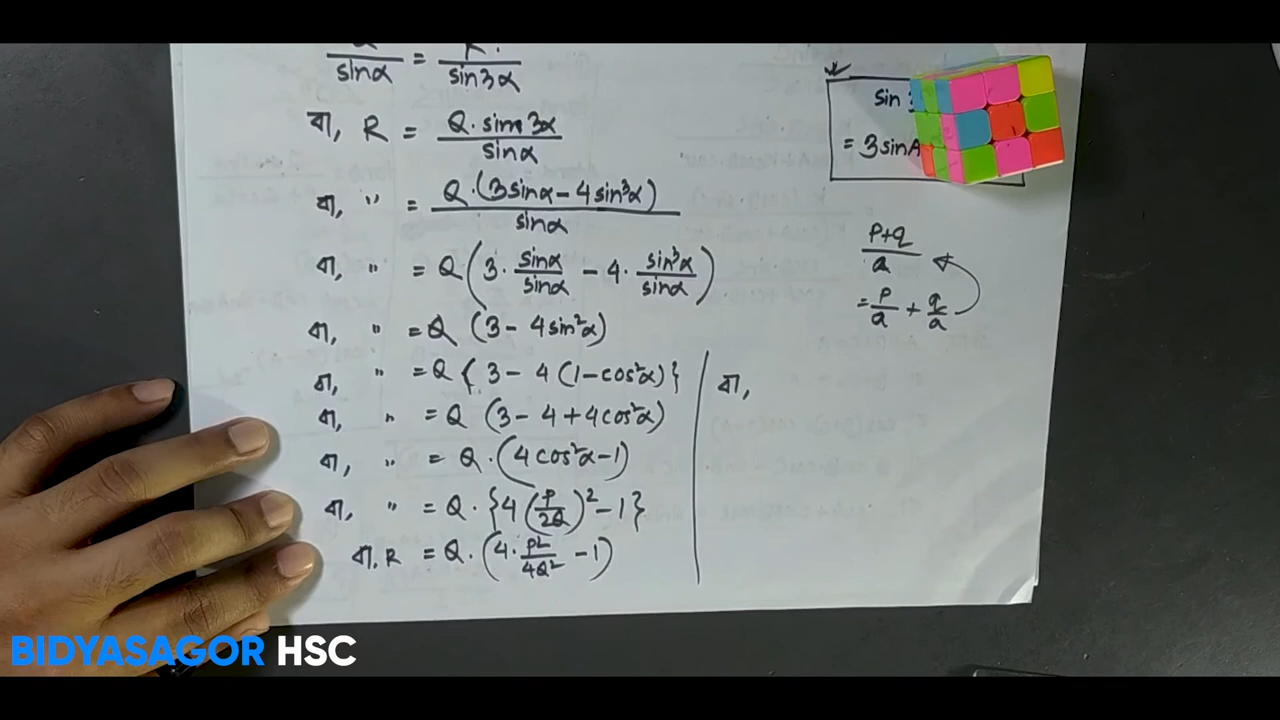 /sinα = /sin3α
বা, R = Q·sin3α/sinα
বা, " = Q·(3sinα - 4sin³α)/sinα
বা, " = Q(3·sinα/sinα - 4·sin³α/sinα)
বা, " = Q (3 - 4sin²α)
বা, " = Q { 3 - 4 (1 - cos²α)}
বা, " = Q (3 - 4 + 4cos²α)
বা, " = Q · (4cos²α - 1)
বা, " = Q · {4 (P/2Q)² - 1}
বা, R = Q · (4· P²/4Q² - 1)
sin
= 3sinA
P+q/a
= P/a + q/a
বা,
BIDYASAGOR HSC